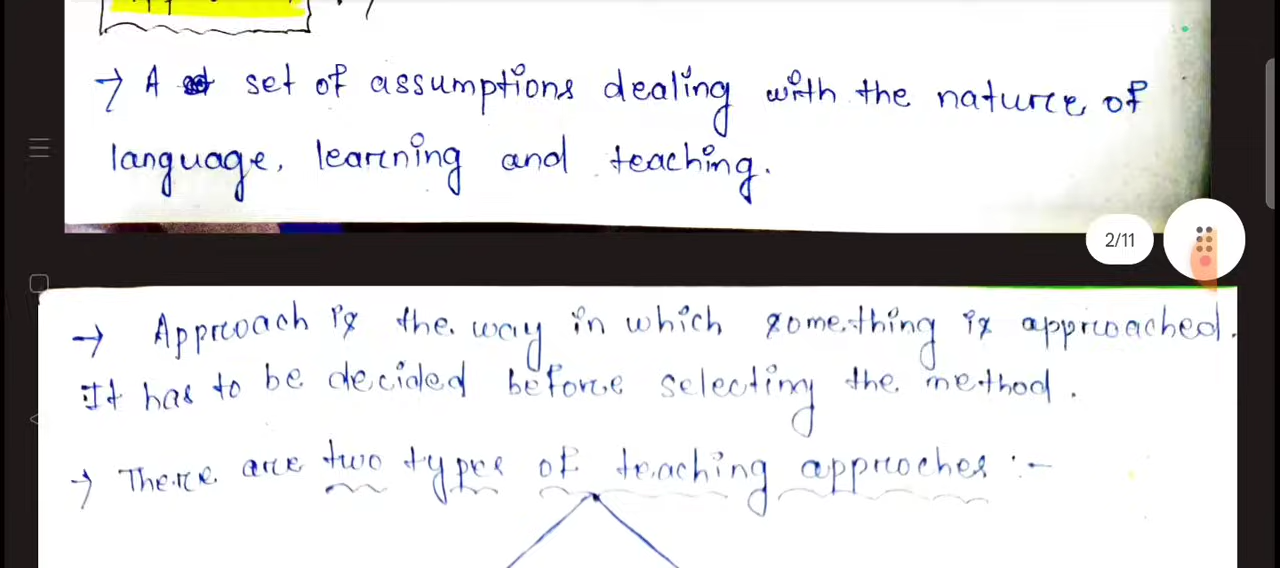 → A set of assumptions dealing with the nature of
language, learning and teaching.
2/11
→ Approach is the way in which something is approached.
It has to be decided before selecting the method.
→ There are two types of teaching approches :-